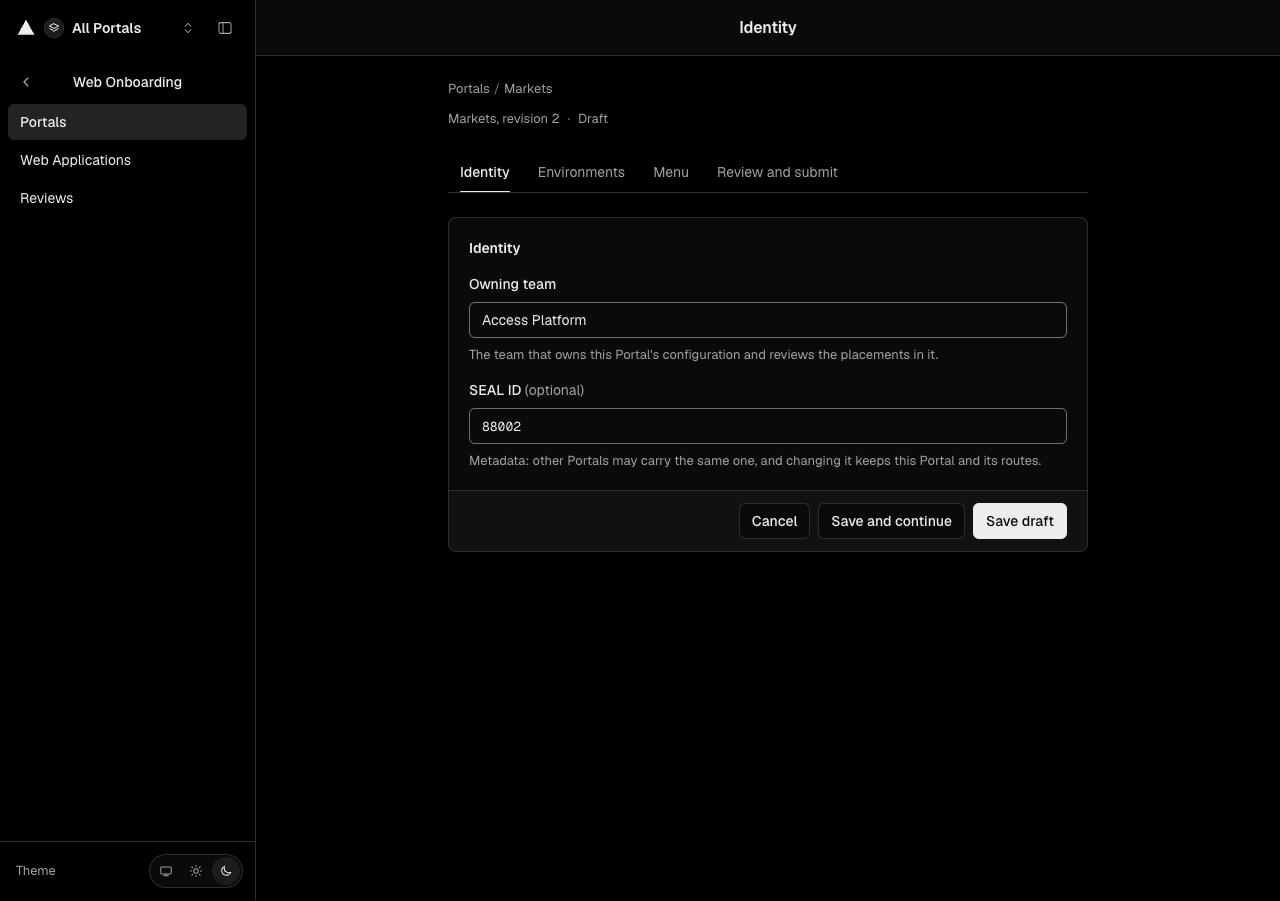 All Portals
Identity
Web Onboarding
Portals
Web Applications
Reviews
Portals / Markets
Markets, revision 2 · Draft
Identity Environments Menu Review and submit
Identity
Owning team
Access Platform
The team that owns this Portal's configuration and reviews the placements in it.
SEAL ID (optional)
88002
Metadata: other Portals may carry the same one, and changing it keeps this Portal and its routes.
Cancel Save and continue Save draft
Theme